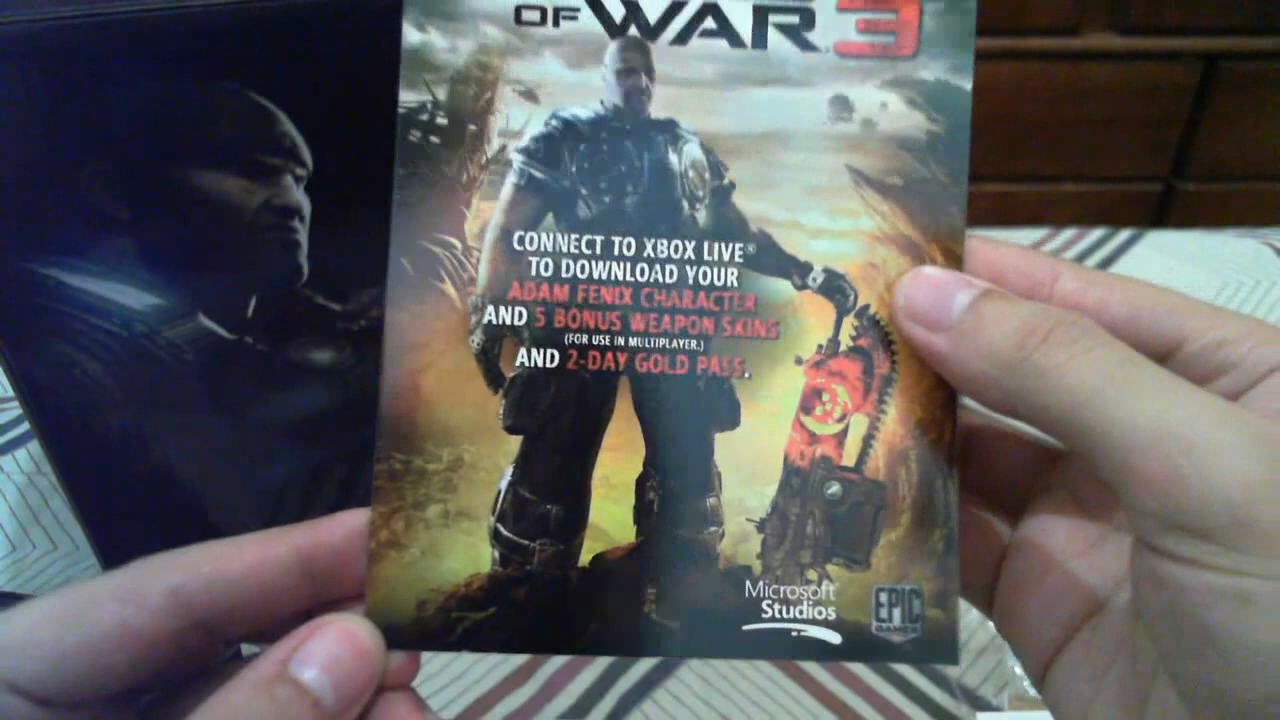 OF WAR 3
CONNECT TO XBOX LIVE®
TO DOWNLOAD YOUR
ADAM FENIX CHARACTER
AND 5 BONUS WEAPON SKINS
(FOR USE IN MULTIPLAYER.)
AND 2-DAY GOLD PASS.
Microsoft
Studios
EPIC
GAMES